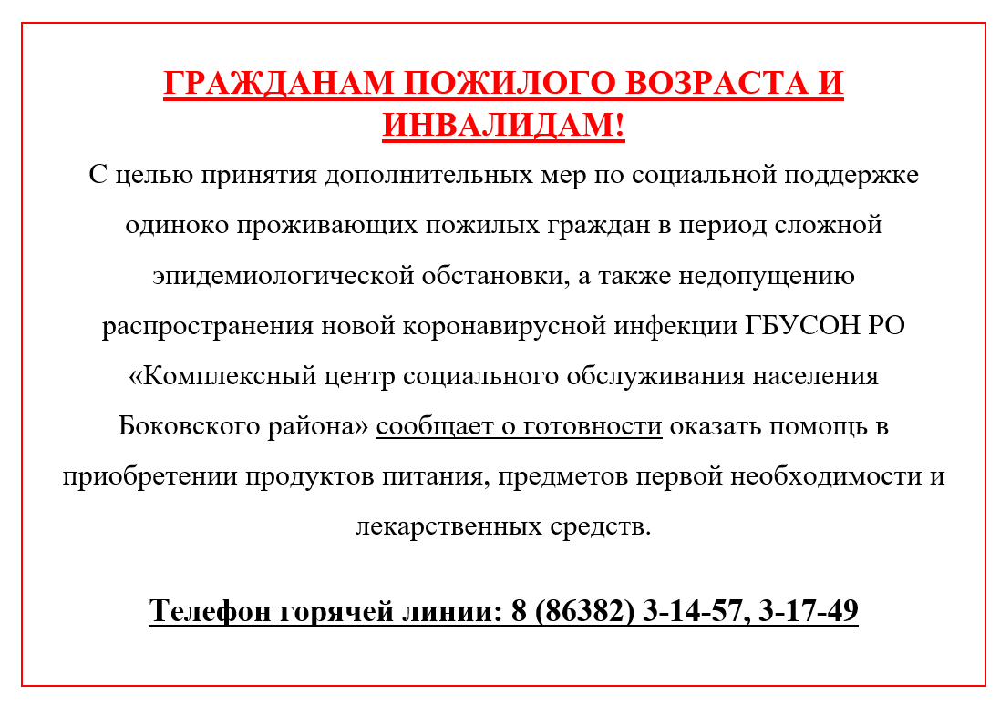 ГРАЖДАНАМ ПОЖИЛОГО ВОЗРАСТА И
ИНВАЛИДАМ!
С целью принятия дополнительных мер по социальной поддержке
одиноко проживающих пожилых граждан в период сложной
эпидемиологической обстановки, а также недопущению
распространения новой коронавирусной инфекции ГБУСОН РО
«Комплексный центр социального обслуживания населения
Боковского района» сообщает о готовности оказать помощь в
приобретении продуктов питания, предметов первой необходимости и
лекарственных средств.
Телефон горячей линии: 8 (86382) 3-14-57, 3-17-49